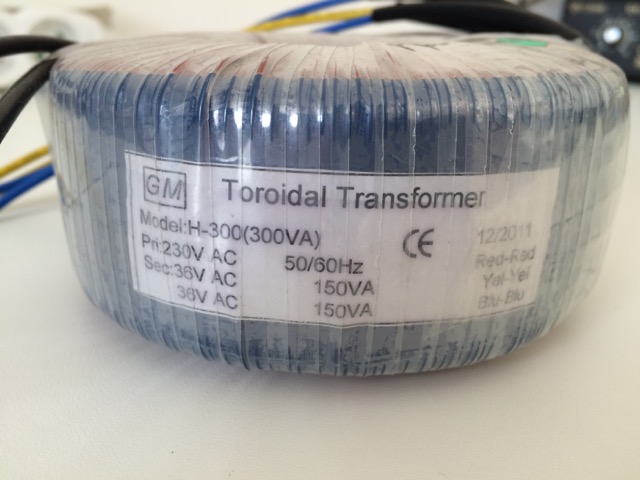 GM Toroidal Transformer
Model:H-300(300VA) 12/2011
Pri:230V AC 50/60Hz Red-Red
Sec:36V AC 150VA Yel-Yel
36V AC 150VA Blu-Blu
CE